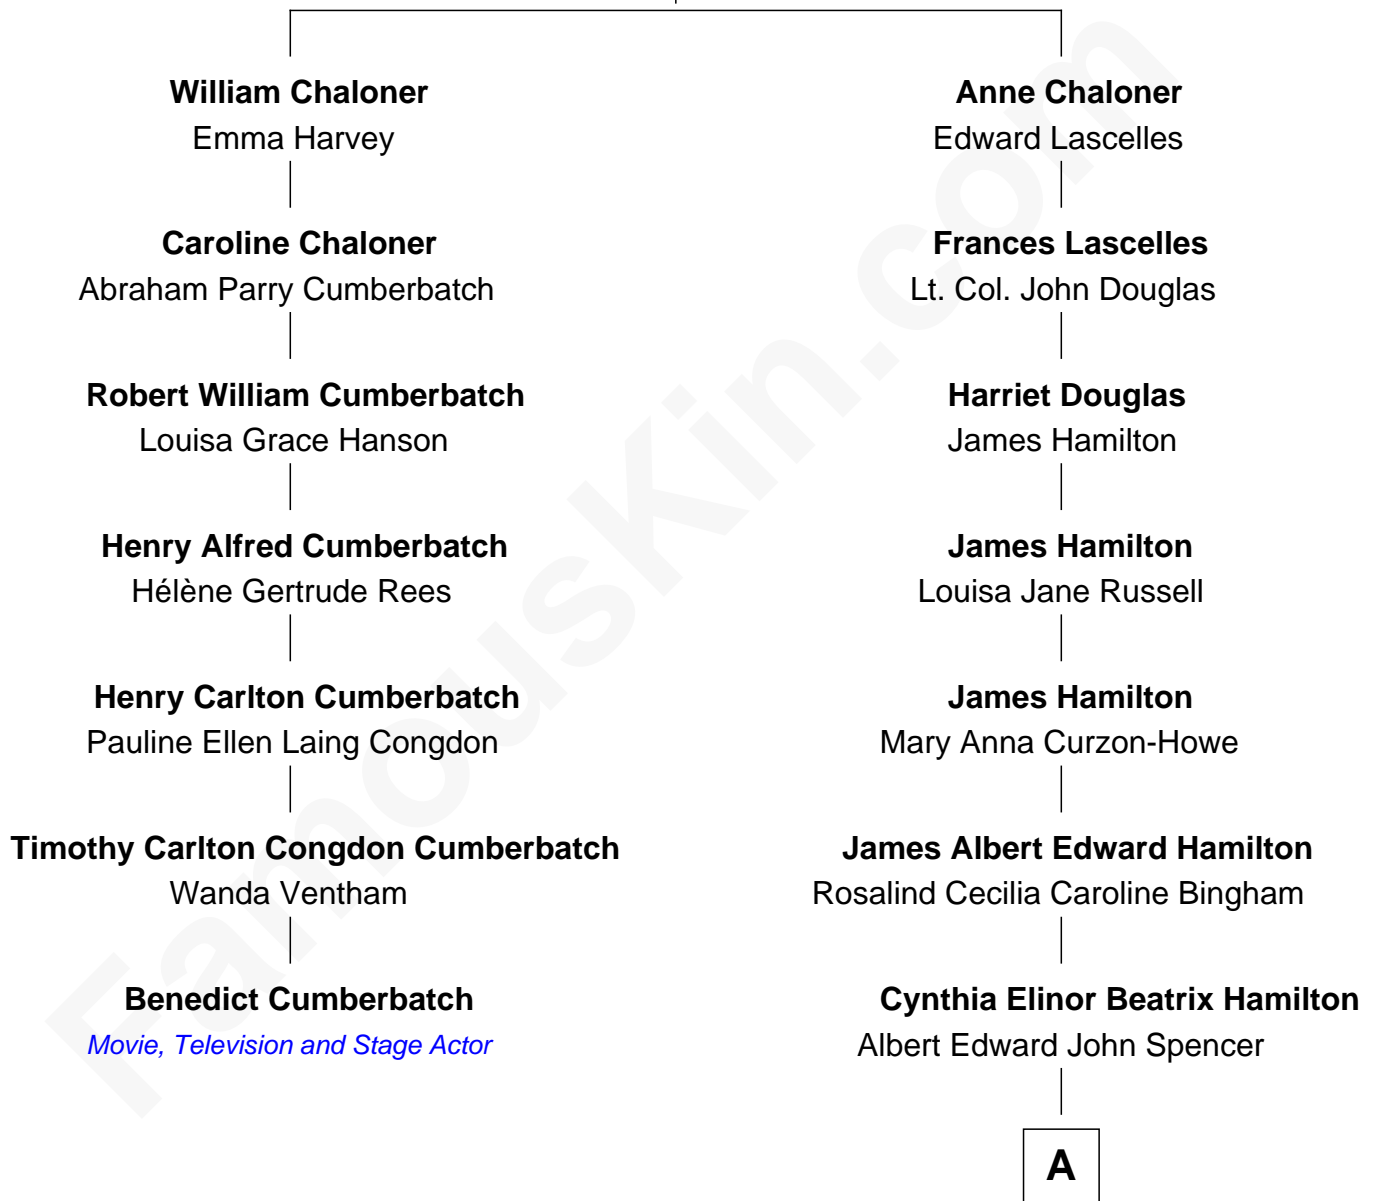 William Chaloner
Emma Harvey
Caroline Chaloner
Abraham Parry Cumberbatch
Robert William Cumberbatch
Louisa Grace Hanson
Henry Alfred Cumberbatch
Hélène Gertrude Rees
Henry Carlton Cumberbatch
Pauline Ellen Laing Congdon
Timothy Carlton Congdon Cumberbatch
Wanda Ventham
Benedict Cumberbatch
Movie, Television and Stage Actor
Anne Chaloner
Edward Lascelles
Frances Lascelles
Lt. Col. John Douglas
Harriet Douglas
James Hamilton
James Hamilton
Louisa Jane Russell
James Hamilton
Mary Anna Curzon-Howe
James Albert Edward Hamilton
Rosalind Cecilia Caroline Bingham
Cynthia Elinor Beatrix Hamilton
Albert Edward John Spencer
A
FamousKin.com